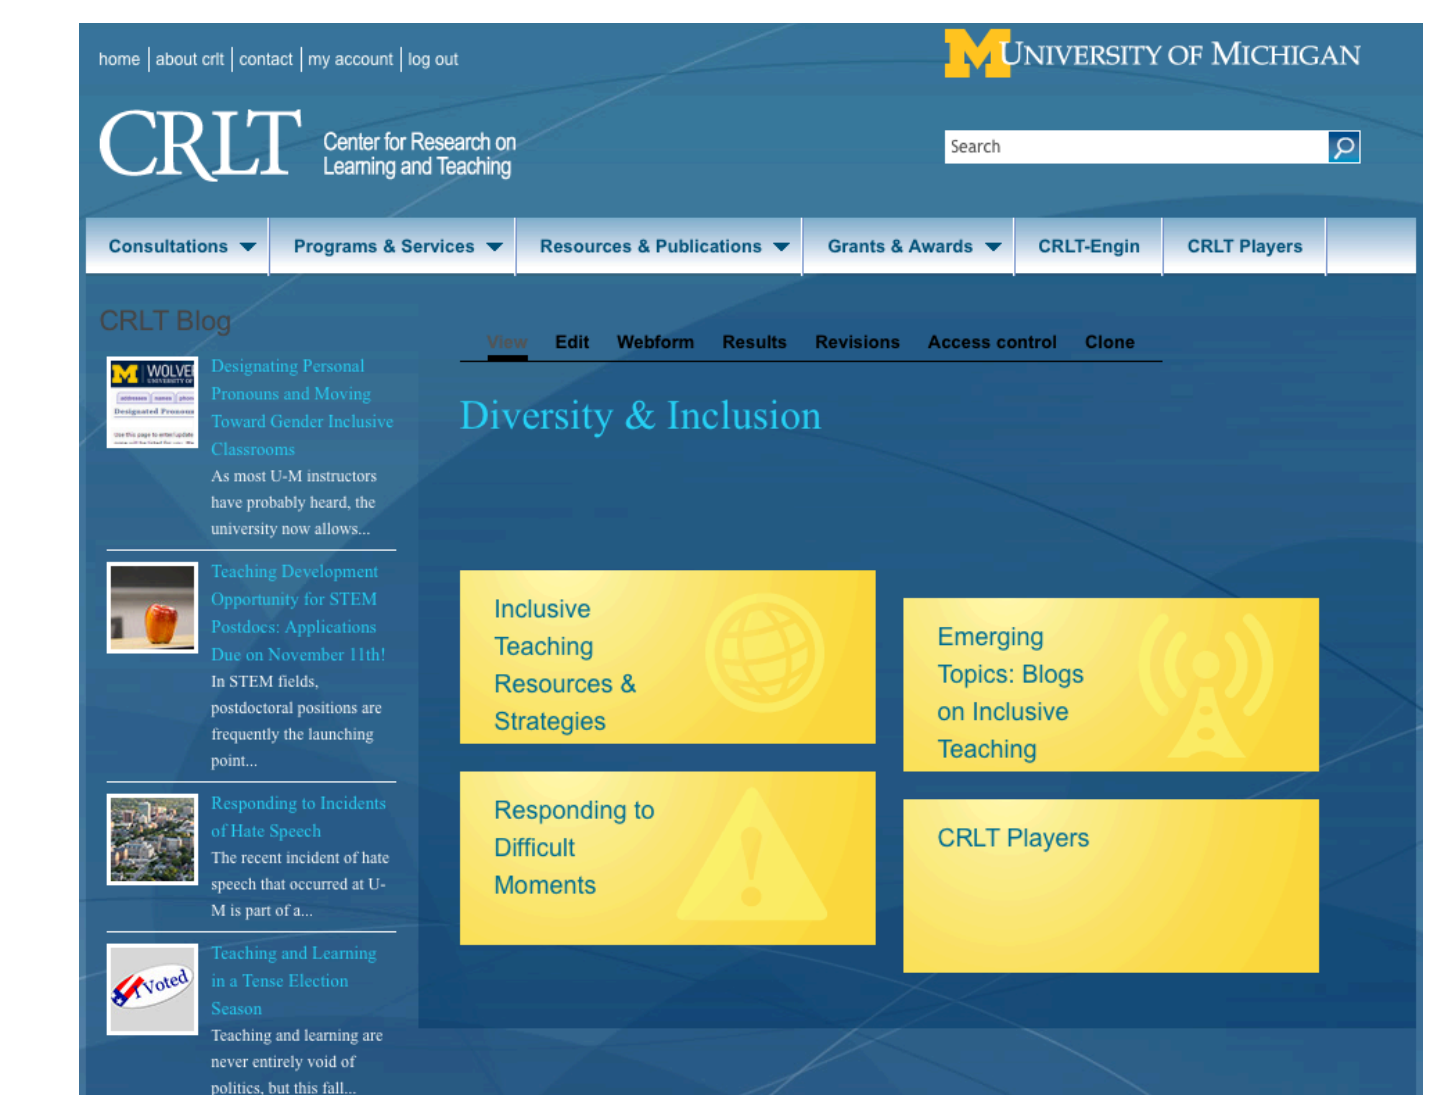 home | about crlt | contact | my account | log out
M UNIVERSITY OF MICHIGAN
CRLT Center for Research on
Learning and Teaching
Search
Consultations
Programs & Services
Resources & Publications
Grants & Awards
CRLT-Engin
CRLT Players
CRLT Blog
M WOLVE
Designated Pronoun
Designating Personal
Pronouns and Moving
Toward Gender Inclusive
Classrooms
As most U-M instructors
have probably heard, the
university now allows...
Teaching Development
Opportunity for STEM
Postdocs: Applications
Due on November 11th!
In STEM fields,
postdoctoral positions are
frequently the launching
point...
Responding to Incidents
of Hate Speech
The recent incident of hate
speech that occurred at U-
M is part of a...
I Voted
Teaching and Learning
in a Tense Election
Season
Teaching and learning are
never entirely void of
politics, but this fall...
View Edit Webform Results Revisions Access control Clone
Diversity & Inclusion
Inclusive
Teaching
Resources &
Strategies
Emerging
Topics: Blogs
on Inclusive
Teaching
Responding to
Difficult
Moments
CRLT Players